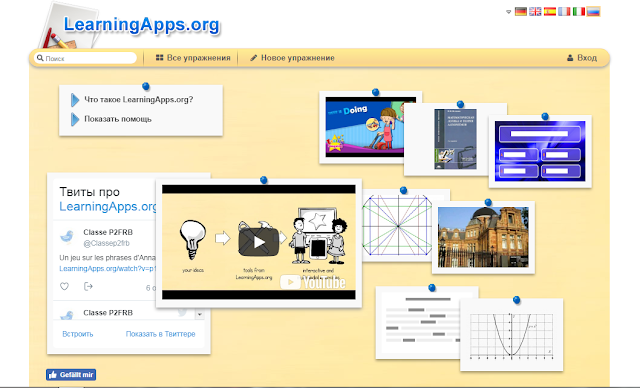 LearningApps.org
Поиск
Все упражнения
Новое упражнение
Вход
Что такое LearningApps.org?
Показать помощь
Doing
Твиты про
LearningApps.org
Classe P2FRB
@Classep2frb
Un jeu sur les phrases d'Anna
LearningApps.org/watch?v=p1
6
Classe P2FRB
Встроить
Показать в Твиттере
your ideas
tools from
LearningApps.org
interactive and
YouTube
Gefällt mir